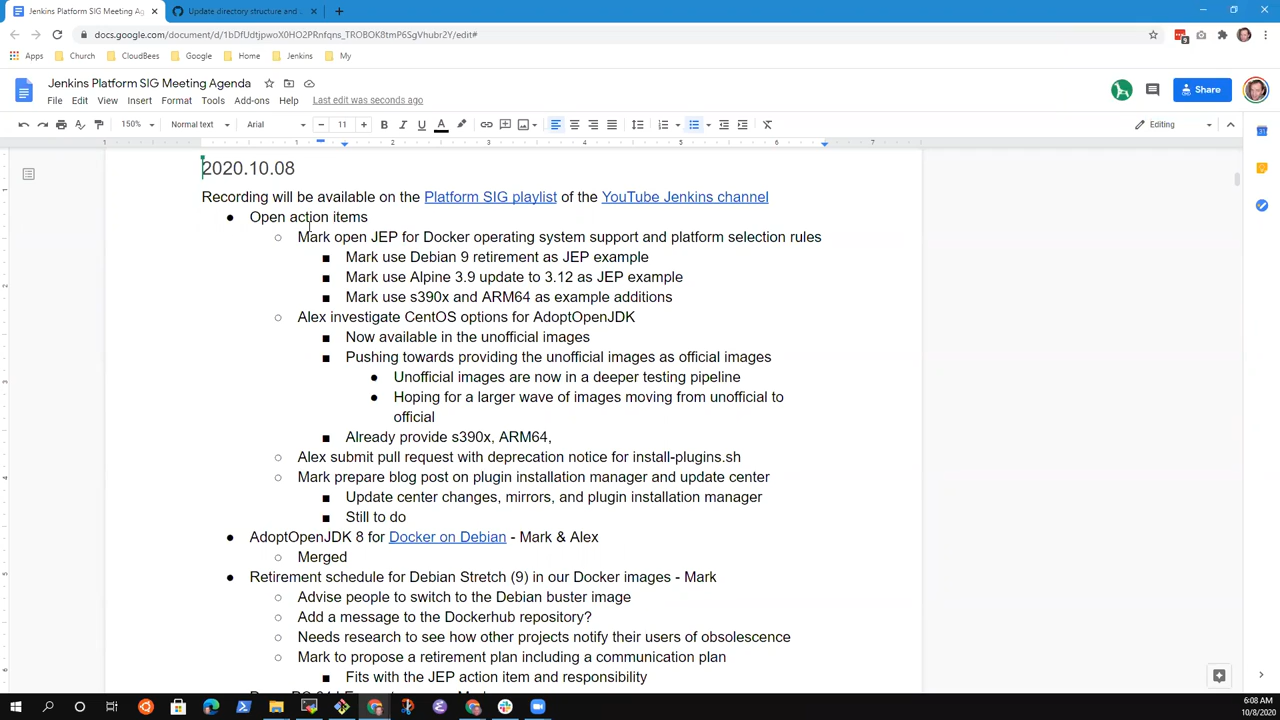 Jenkins Platform SIG Meeting Ag
Update directory structure and
docs.google.com/document/d/1bDfUdtjpwoX0HO2PRnfqns_TROBOK8tmP6SgVhubr2Y/edit#
Apps Church CloudBees Google Home Jenkins My
Jenkins Platform SIG Meeting Agenda
File Edit View Insert Format Tools Add-ons Help Last edit was seconds ago
Share
150% Normal text Arial 11 Editing
1 1 2 3 4 5 6 7
2020.10.08
Recording will be available on the Platform SIG playlist of the YouTube Jenkins channel
● Open action items
○ Mark open JEP for Docker operating system support and platform selection rules
■ Mark use Debian 9 retirement as JEP example
■ Mark use Alpine 3.9 update to 3.12 as JEP example
■ Mark use s390x and ARM64 as example additions
○ Alex investigate CentOS options for AdoptOpenJDK
■ Now available in the unofficial images
■ Pushing towards providing the unofficial images as official images
● Unofficial images are now in a deeper testing pipeline
● Hoping for a larger wave of images moving from unofficial to
official
■ Already provide s390x, ARM64,
○ Alex submit pull request with deprecation notice for install-plugins.sh
○ Mark prepare blog post on plugin installation manager and update center
■ Update center changes, mirrors, and plugin installation manager
■ Still to do
● AdoptOpenJDK 8 for Docker on Debian - Mark & Alex
○ Merged
● Retirement schedule for Debian Stretch (9) in our Docker images - Mark
○ Advise people to switch to the Debian buster image
○ Add a message to the Dockerhub repository?
○ Needs research to see how other projects notify their users of obsolescence
○ Mark to propose a retirement plan including a communication plan
■ Fits with the JEP action item and responsibility
6:08 AM
10/8/2020